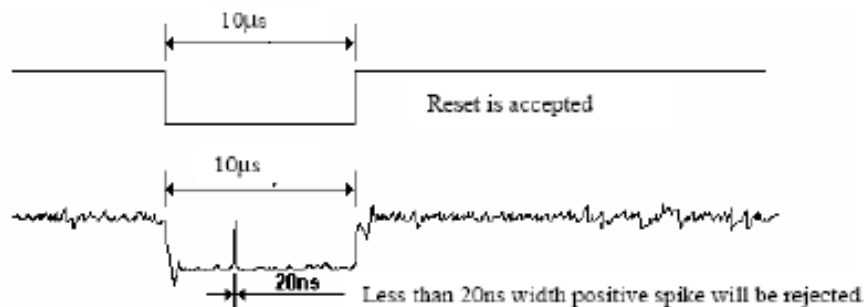 10µs
Reset is accepted
10µs
20ns
Less than 20ns width positive spike will be rejected